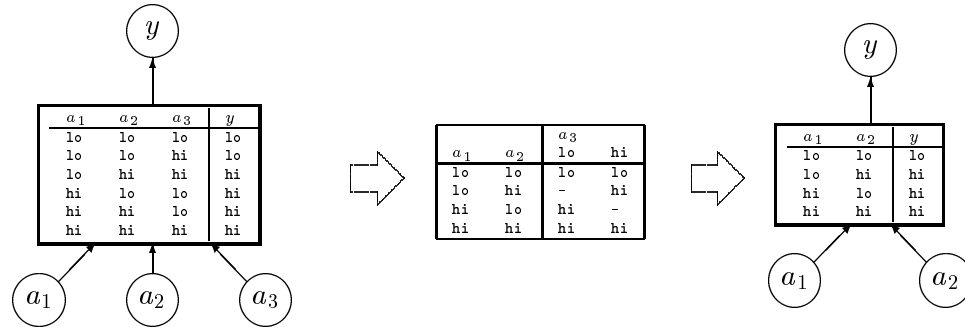 y
a1 a2 a3 y
lo lo lo lo
lo lo hi lo
lo hi hi hi
hi lo lo hi
hi hi lo hi
hi hi hi hi
a1
a2
a3
a3
a1 a2 lo hi
lo lo lo lo
lo hi - hi
hi lo hi -
hi hi hi hi
y
a1 a2 y
lo lo lo
lo hi hi
hi lo hi
hi hi hi
a1
a2